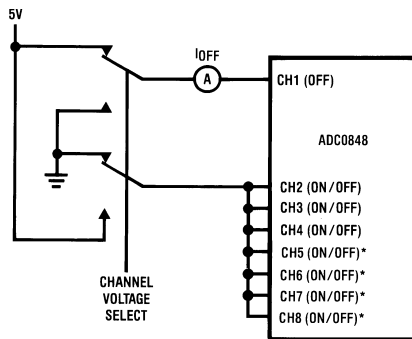 5V
IOFF
A
CH1 (OFF)
ADC0848
CH2 (ON/OFF)
CH3 (ON/OFF)
CH4 (ON/OFF)
CH5 (ON/OFF)*
CH6 (ON/OFF)*
CH7 (ON/OFF)*
CH8 (ON/OFF)*
CHANNEL
VOLTAGE
SELECT